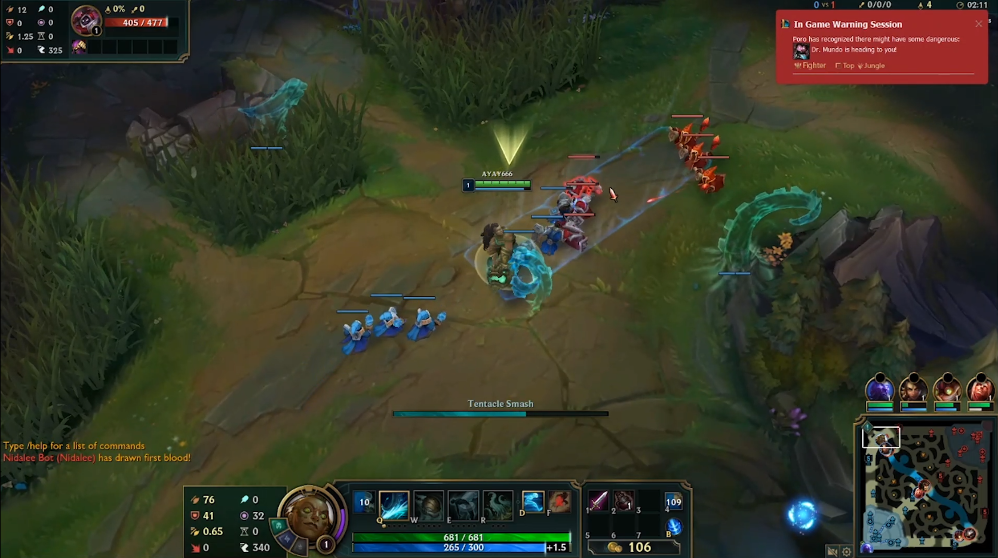 12 0 0% 0
0 0 405 / 477
1.25 0
0 325
1
0 vs 1 0/0/0 4 02:11
In Game Warning Session
Poro has recognized there might have some dangerous:
Dr. Mundo is heading to you!
Fighter Top Jungle
AYA¥666
1
Tentacle Smash
Type /help for a list of commands
Nidalee Bot (Nidalee) has drawn first blood!
76 0
41 32
0.65 0
0 340
1
10
Q W E R D F
681 / 681
265 / 300 +1.5
1 2 3 4
5 6 7 B
109
106